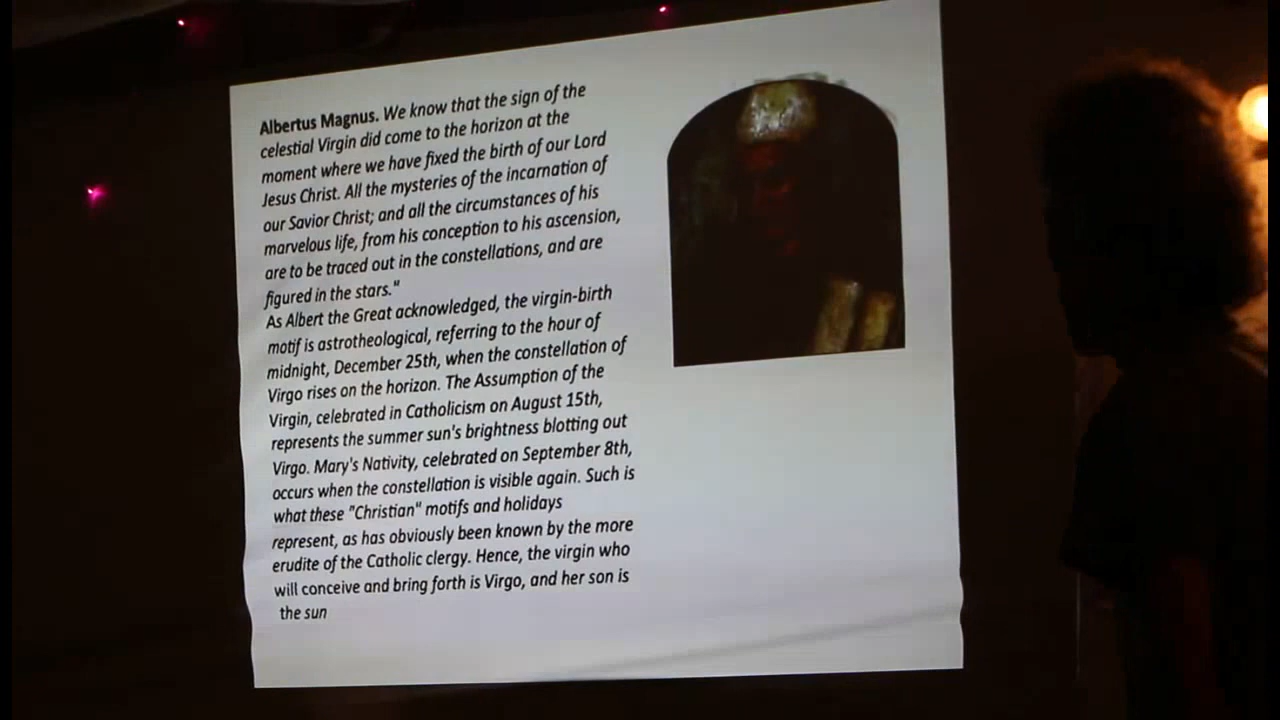 Albertus Magnus. We know that the sign of the
celestial Virgin did come to the horizon at the
moment where we have fixed the birth of our Lord
Jesus Christ. All the mysteries of the incarnation of
our Savior Christ; and all the circumstances of his
marvelous life, from his conception to his ascension,
are to be traced out in the constellations, and are
figured in the stars."
As Albert the Great acknowledged, the virgin-birth
motif is astrotheological, referring to the hour of
midnight, December 25th, when the constellation of
Virgo rises on the horizon. The Assumption of the
Virgin, celebrated in Catholicism on August 15th,
represents the summer sun's brightness blotting out
Virgo. Mary's Nativity, celebrated on September 8th,
occurs when the constellation is visible again. Such is
what these "Christian" motifs and holidays
represent, as has obviously been known by the more
erudite of the Catholic clergy. Hence, the virgin who
will conceive and bring forth is Virgo, and her son is
the sun